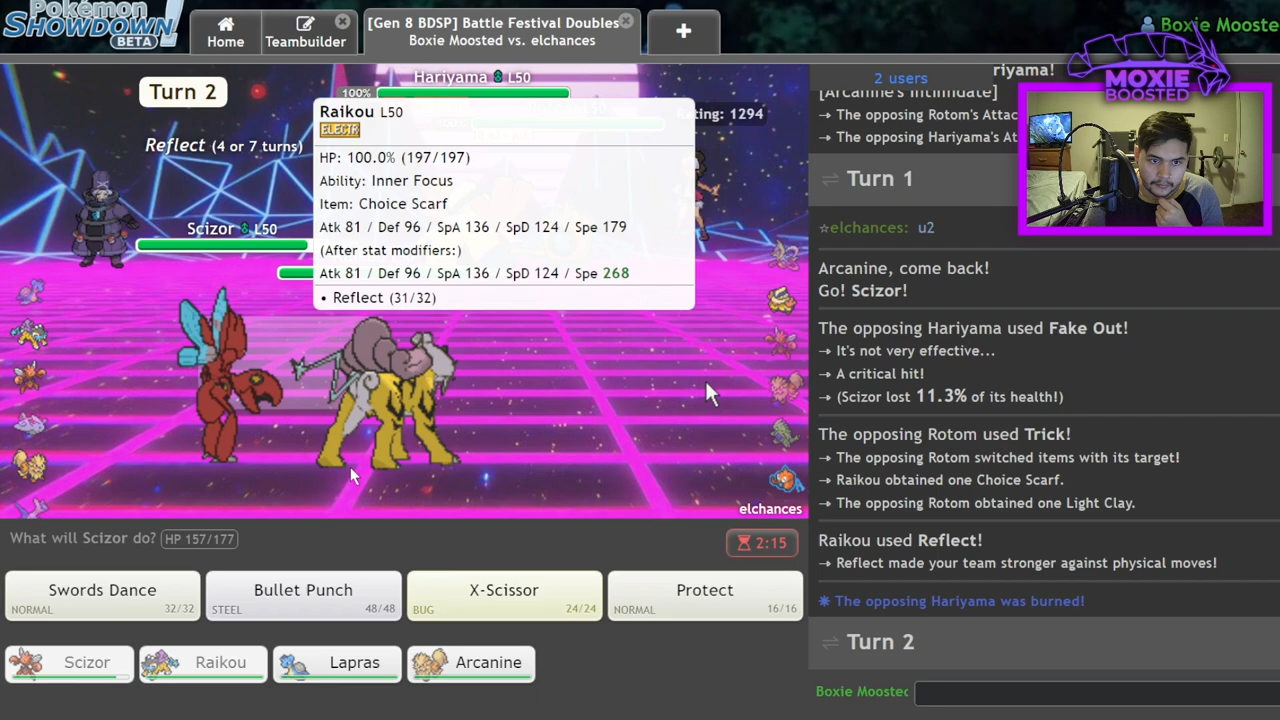 Pokémon
SHOWDOWN!
BETA
Home
Teambuilder
[Gen 8 BDSP] Battle Festival Doubles
Boxie Moosted vs. elchances
+
Boxie Mooste
Turn 2
Reflect (4 or 7 turns)
Hariyama L50
100%
L50
Rating: 1294
Scizor L50
Raikou L50
ELECTR
HP: 100.0% (197/197)
Ability: Inner Focus
Item: Choice Scarf
Atk 81 / Def 96 / SpA 136 / SpD 124 / Spe 179
(After stat modifiers:)
Atk 81 / Def 96 / SpA 136 / SpD 124 / Spe 268
• Reflect (31/32)
elchances
What will Scizor do? HP 157/177
2:15
Swords Dance
NORMAL 32/32
Bullet Punch
STEEL 48/48
X-Scissor
BUG 24/24
Protect
NORMAL 16/16
Scizor
Raikou
Lapras
Arcanine
2 users
riyama!
MOXIE
BOOSTED
[Arcanine's Intimidate]
→ The opposing Rotom's Attac
→ The opposing Hariyama's At
Turn 1
☆elchances: u2
Arcanine, come back!
Go! Scizor!
The opposing Hariyama used Fake Out!
→ It's not very effective...
→ A critical hit!
→ (Scizor lost 11.3% of its health!)
The opposing Rotom used Trick!
→ The opposing Rotom switched items with its target!
→ Raikou obtained one Choice Scarf.
→ The opposing Rotom obtained one Light Clay.
Raikou used Reflect!
→ Reflect made your team stronger against physical moves!
The opposing Hariyama was burned!
Turn 2
Boxie Moosted